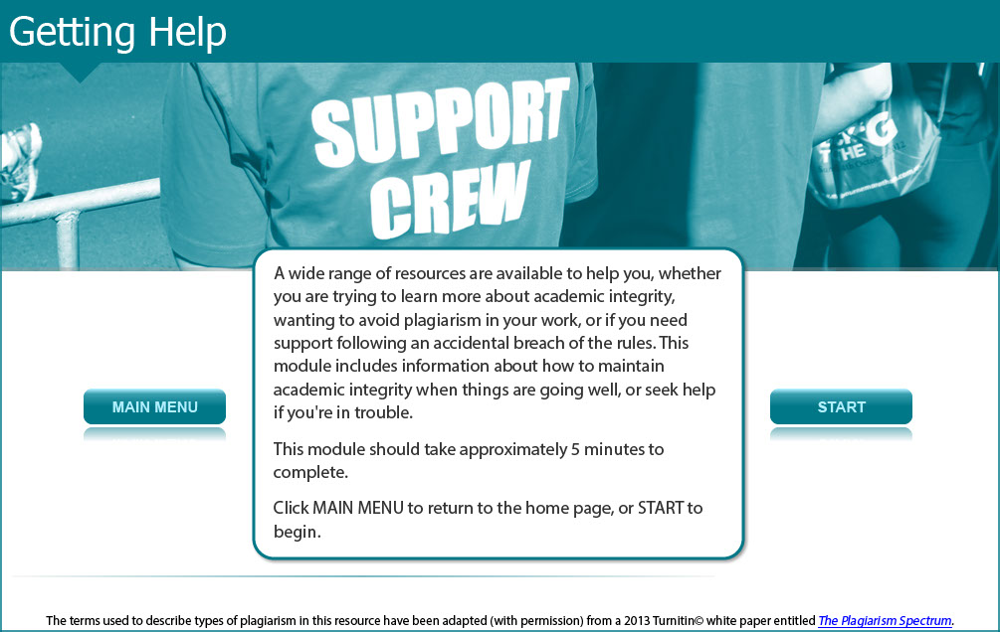 Getting Help
SUPPORT
CREW
THE
A wide range of resources are available to help you, whether
you are trying to learn more about academic integrity,
wanting to avoid plagiarism in your work, or if you need
support following an accidental breach of the rules. This
module includes information about how to maintain
academic integrity when things are going well, or seek help
if you're in trouble.
This module should take approximately 5 minutes to
complete.
Click MAIN MENU to return to the home page, or START to
begin.
MAIN MENU
START
The terms used to describe types of plagiarism in this resource have been adapted (with permission) from a 2013 Turnitin© white paper entitled The Plagiarism Spectrum.